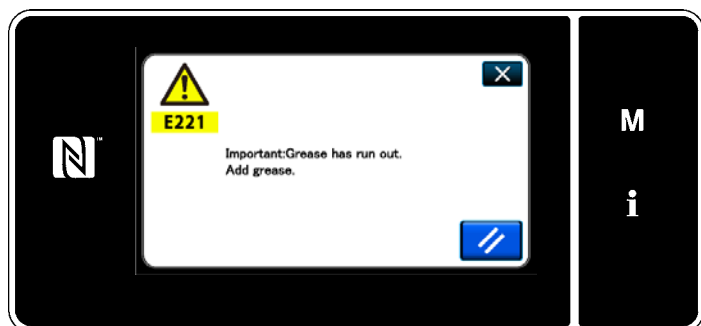 E221
Important:Grease has run out.
Add grease.
M
i